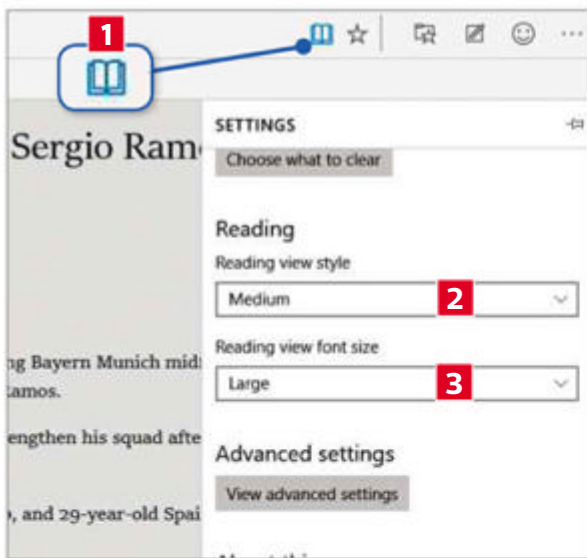 1
Sergio Ram
SETTINGS
Choose what to clear
Reading
Reading view style
Medium
2
ng Bayern Munich mid
Ramos.
Reading view font size
Large
3
engthen his squad afte
Advanced settings
View advanced settings
, and 29-year-old Spai